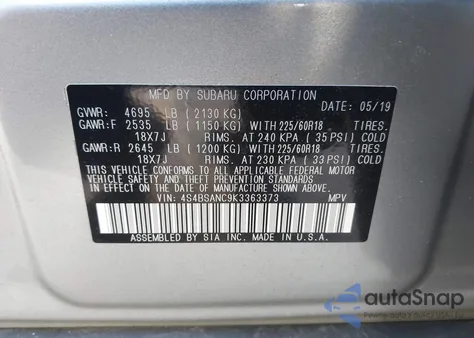 MFD BY SUBARU CORPORATION
DATE: 05/19
GVWR: 4695 LB (2130 KG)
GAWR:F 2535 LB (1150 KG) WITH 225/60R18 TIRES.
18X7J RIMS. AT 240 KPA (35 PSI) COLD
GAWR:R 2645 LB (1200 KG) WITH 225/60R18 TIRES.
18X7J RIMS. AT 230 KPA (33 PSI) COLD
THIS VEHICLE CONFORMS TO ALL APPLICABLE FEDERAL MOTOR
VEHICLE SAFETY AND THEFT PREVENTION STANDARDS IN EFFECT
ON THE DATE OF MANUFACTURE SHOWN ABOVE.
VIN: 4S4BSANC9K3363373 MPV
ASSEMBLED BY SIA INC. MADE IN U.S.A.
autoSnap